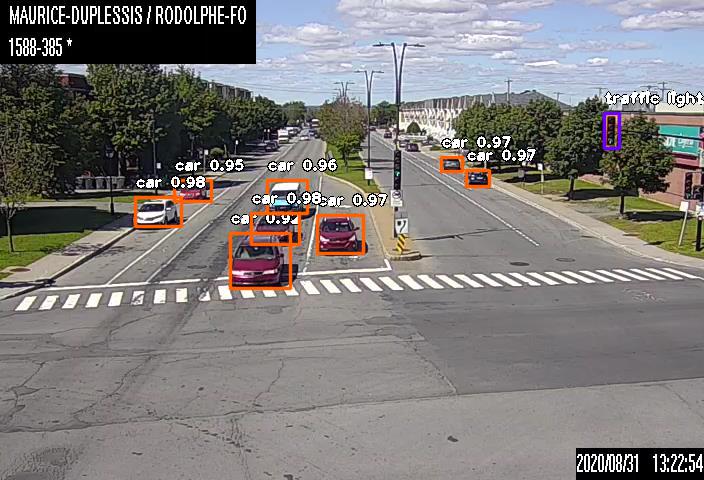 MAURICE-DUPLESSIS / RODOLPHE-FO
1588-385 *
traffic light
car 0.97
car 0.97
car 0.95
car 0.96
car 0.98
car 0.98
car 0.97
car 0.92
2020/08/31 13:22:54